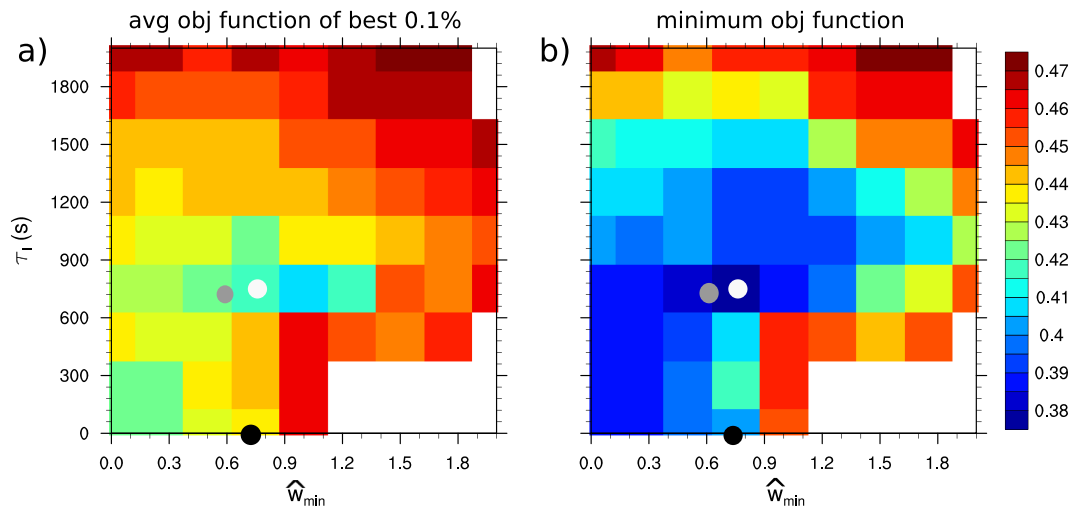 avg obj function of best 0.1%
minimum obj function
a)
b)
1800
1500
1200
900
600
300
0
τI (s)
0.0 0.3 0.6 0.9 1.2 1.5 1.8
ŵmin
0.0 0.3 0.6 0.9 1.2 1.5 1.8
ŵmin
0.47
0.46
0.45
0.44
0.43
0.42
0.41
0.4
0.39
0.38